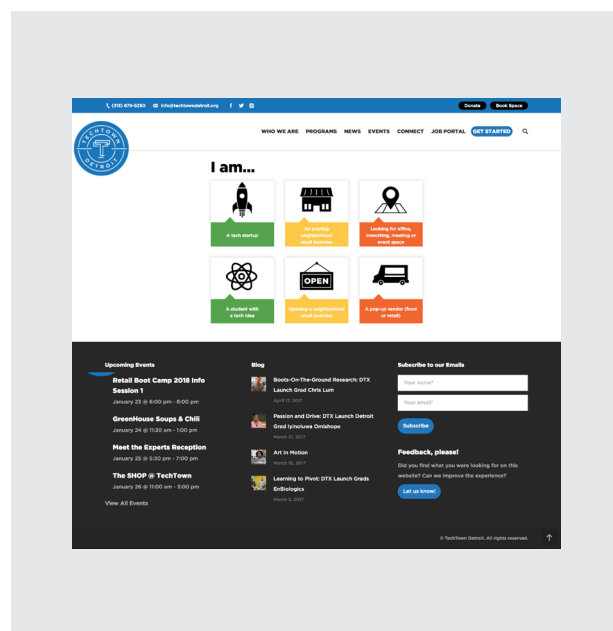 (313) 879-5250 info@techtowndetroit.org
Donate Book Space
TECHTOWN
DETROIT
WHO WE ARE PROGRAMS NEWS EVENTS CONNECT JOB PORTAL GET STARTED
I am...
A tech startup
An existing
neighborhood
small business
Looking for office,
coworking, meeting or
event space
OPEN
A student with
a tech idea
Opening a neighborhood
small business
A pop-up vendor (food
or retail)
Upcoming Events
Retail Boot Camp 2018 Info
Session 1
January 23 @ 6:00 pm - 8:00 pm
GreenHouse Soups & Chili
January 24 @ 11:30 am - 1:00 pm
Meet the Experts Reception
January 25 @ 5:30 pm - 7:00 pm
The SHOP @ TechTown
January 26 @ 11:00 am - 3:00 pm
View All Events
Blog
Boots-On-The-Ground Research: DTX
Launch Grad Chris Lum
April 17, 2017
Passion and Drive: DTX Launch Detroit
Grad Iyinoluwa Omishope
March 31, 2017
Art In Motion
March 16, 2017
Learning to Pivot: DTX Launch Grads
EnBiologics
March 2, 2017
Subscribe to our Emails
Your name*
Your email*
Subscribe
Feedback, please!
Did you find what you were looking for on this
website? Can we improve the experience?
Let us know!
© TechTown Detroit. All rights reserved.